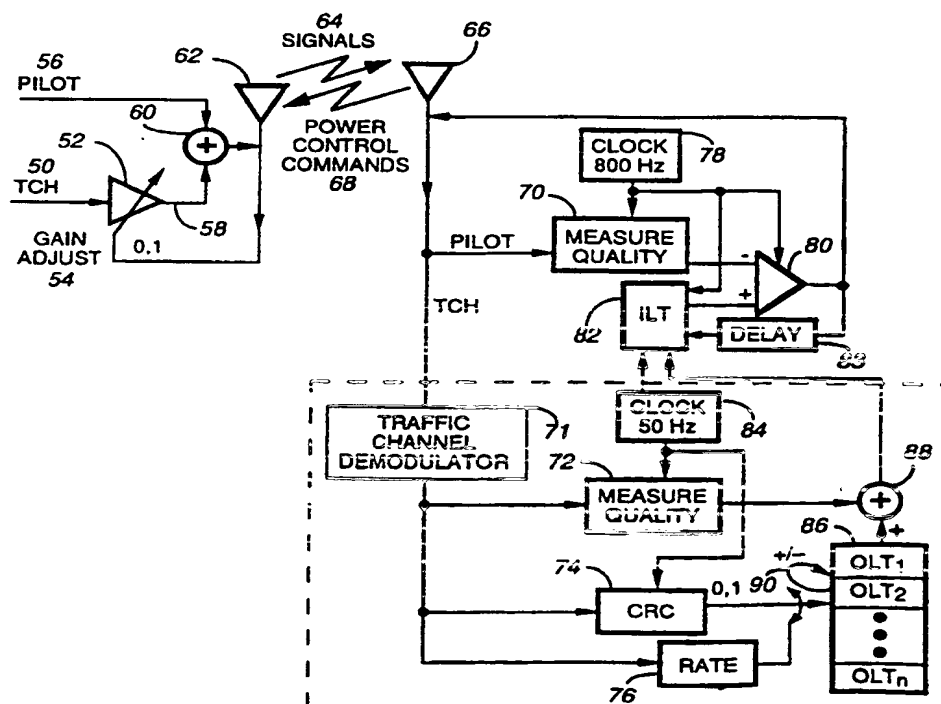 64
SIGNALS
66
62
56
PILOT
60
52
50
TCH
58
GAIN
ADJUST
54
0,1
POWER
CONTROL
COMMANDS
68
CLOCK
800 Hz
78
70
PILOT
MEASURE
QUALITY
-
80
+
TCH
82
ILT
DELAY
83
TRAFFIC
CHANNEL
DEMODULATOR
71
CLOCK
50 Hz
84
72
MEASURE
QUALITY
+
88
86
+
74
CRC
0,1
90
+/-
OLT1
OLT2
OLTn
RATE
76